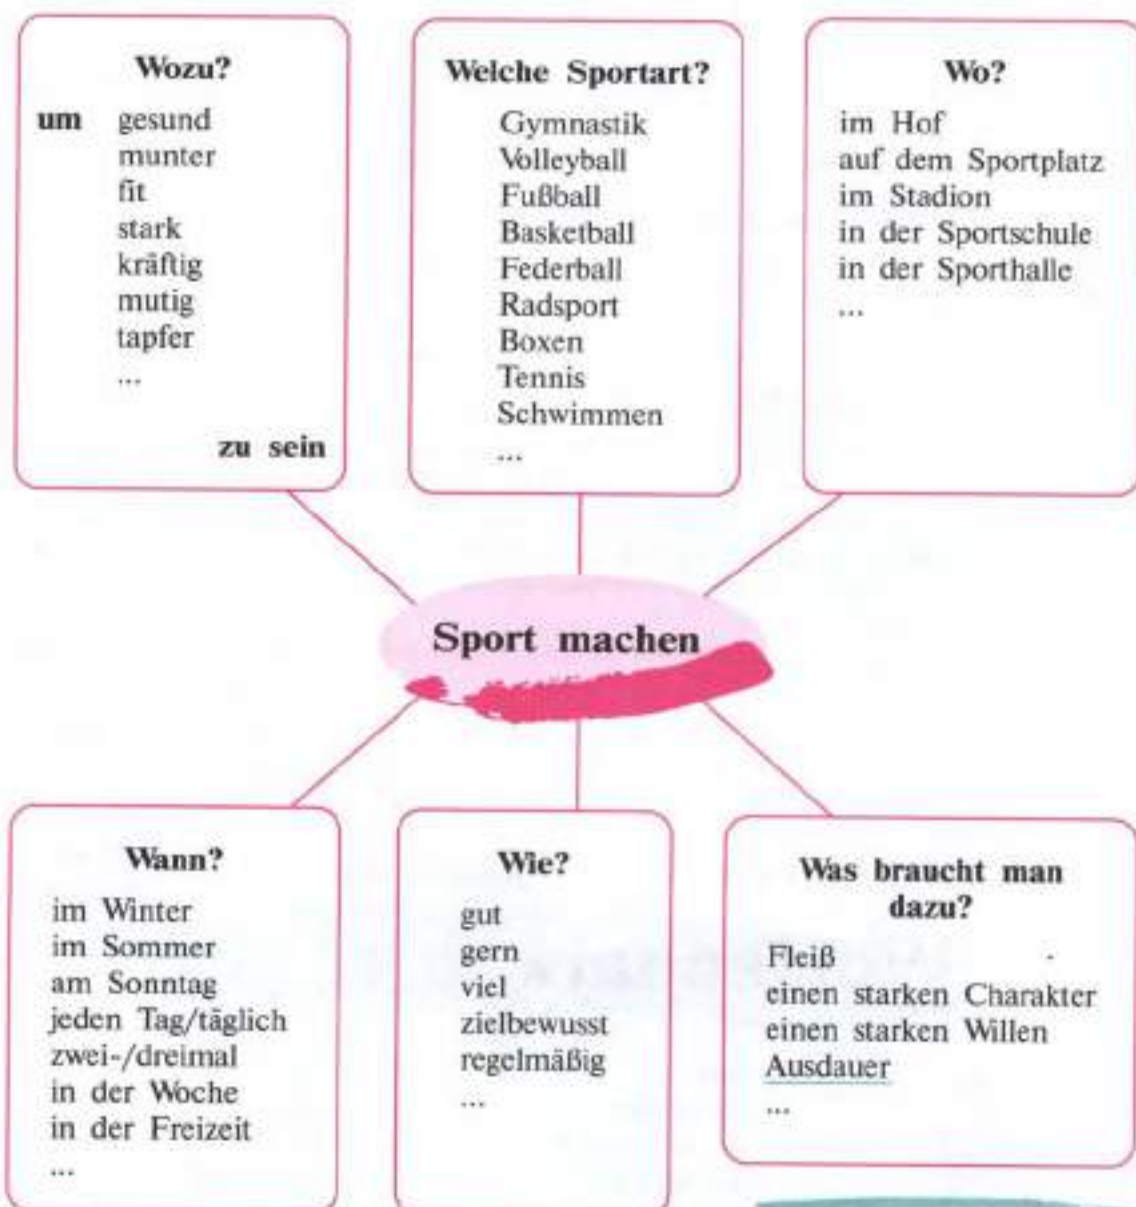 Wozu?
um gesund
munter
fit
stark
kräftig
mutig
tapfer
...
zu sein
Welche Sportart?
Gymnastik
Volleyball
Fußball
Basketball
Federball
Radsport
Boxen
Tennis
Schwimmen
...
Wo?
im Hof
auf dem Sportplatz
im Stadion
in der Sportschule
in der Sporthalle
...
Sport machen
Wann?
im Winter
im Sommer
am Sonntag
jeden Tag/täglich
zwei-/dreimal
in der Woche
in der Freizeit
...
Wie?
gut
gern
viel
zielbewusst
regelmäßig
...
Was braucht man
dazu?
Fleiß
einen starken Charakter
einen starken Willen
Ausdauer
...